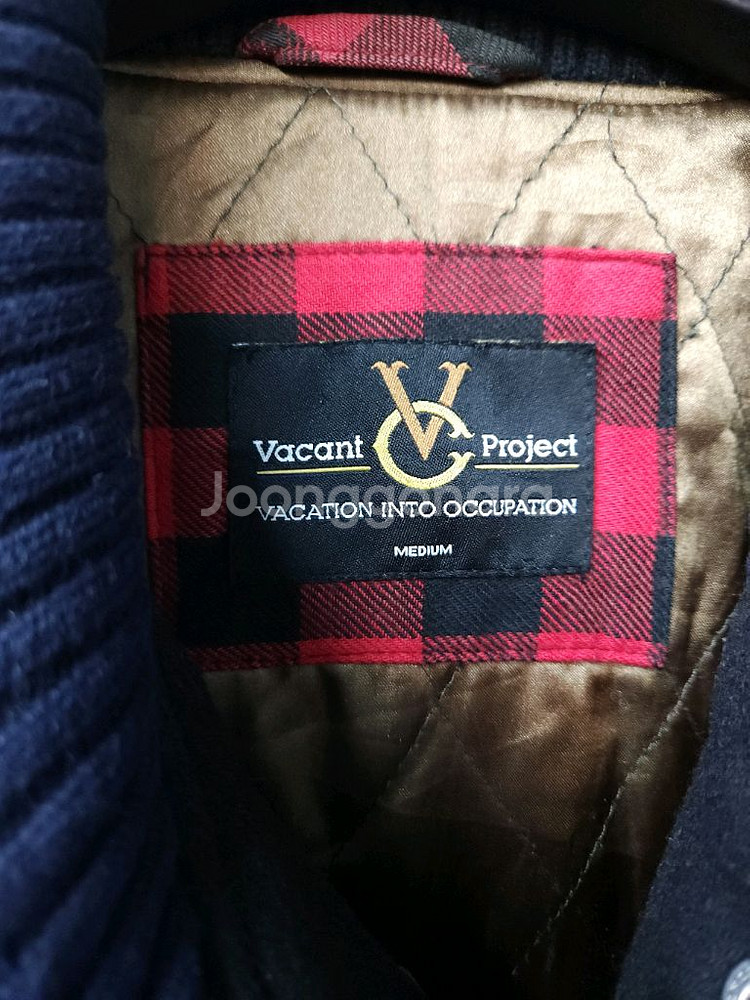 VC
Vacant Project
Joonggonara
VACATION INTO OCCUPATION
MEDIUM